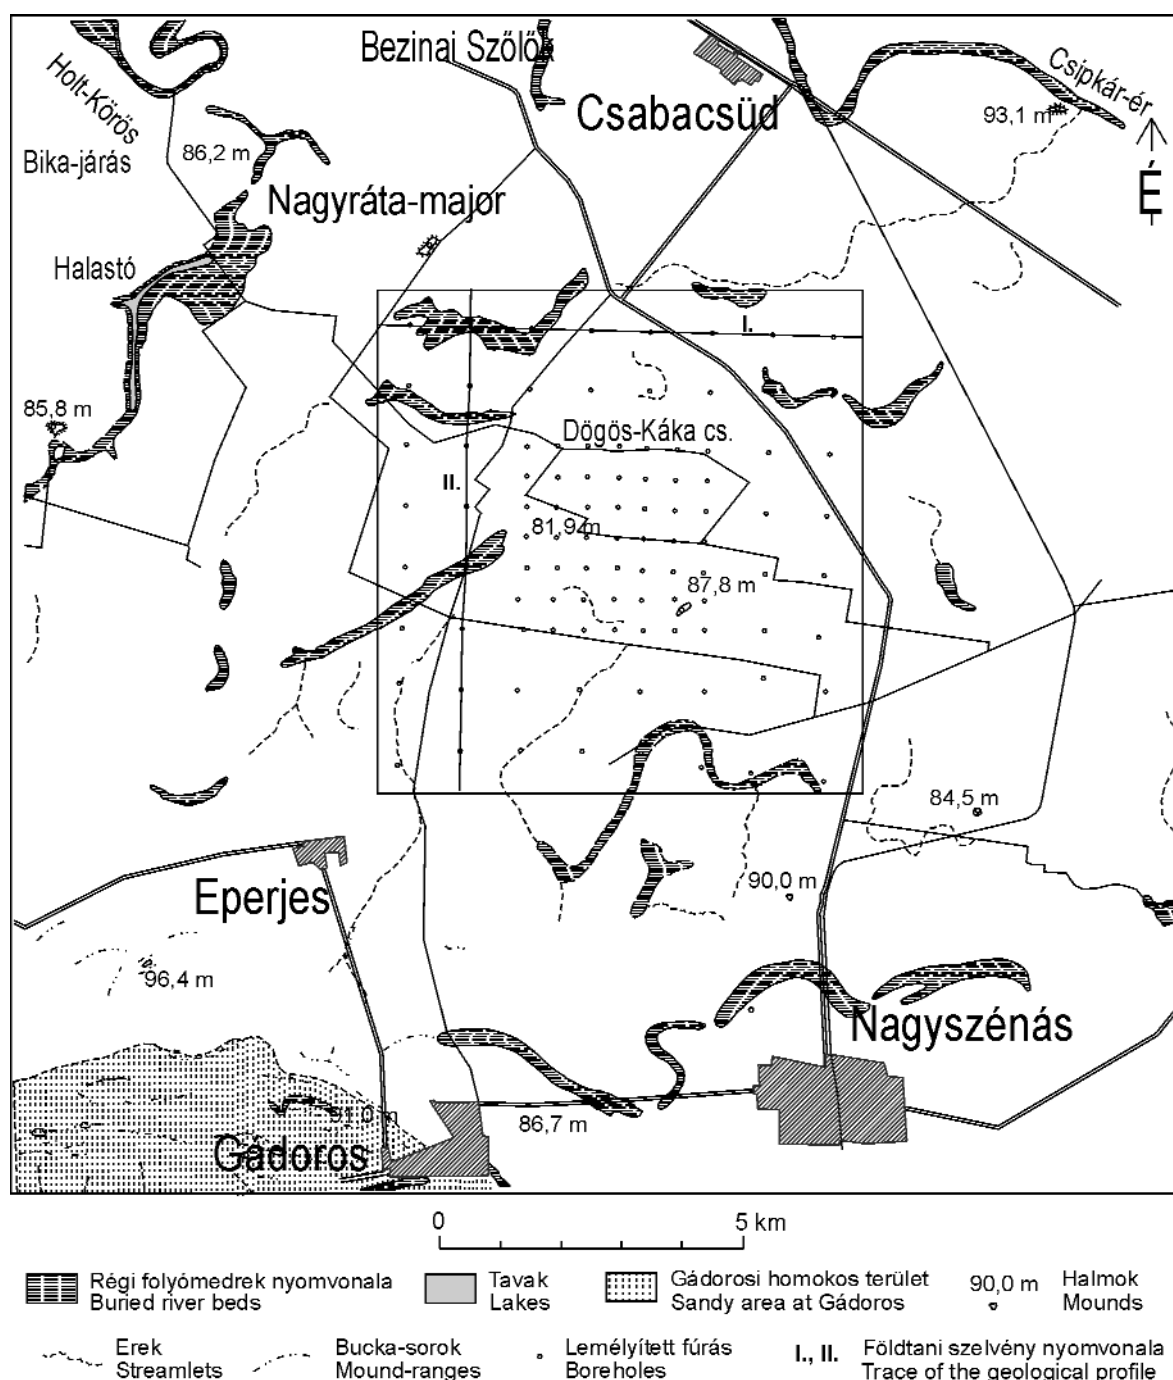 Bezinai Szőlők
Holt-Körös
Csabacsüd
Csipkár-ér
93,1 m
86,2 m
Bika-járás
É
Nagyráta-major
Halastó
I.
85,8 m
Dögös-Káka cs.
II.
81,9 m
87,8 m
84,5 m
90,0 m
Eperjes
96,4 m
Nagyszénás
86,7 m
Gádoros
0 5 km
Régi folyómedrek nyomvonala
Buried river beds
Tavak
Lakes
Gádorosi homokos terület
Sandy area at Gádoros
90,0 m
Halmok
Mounds
Erek
Streamlets
Bucka-sorok
Mound-ranges
Lemélyített fúrás
Boreholes
I., II.
Földtani szelvény nyomvonala
Trace of the geological profile